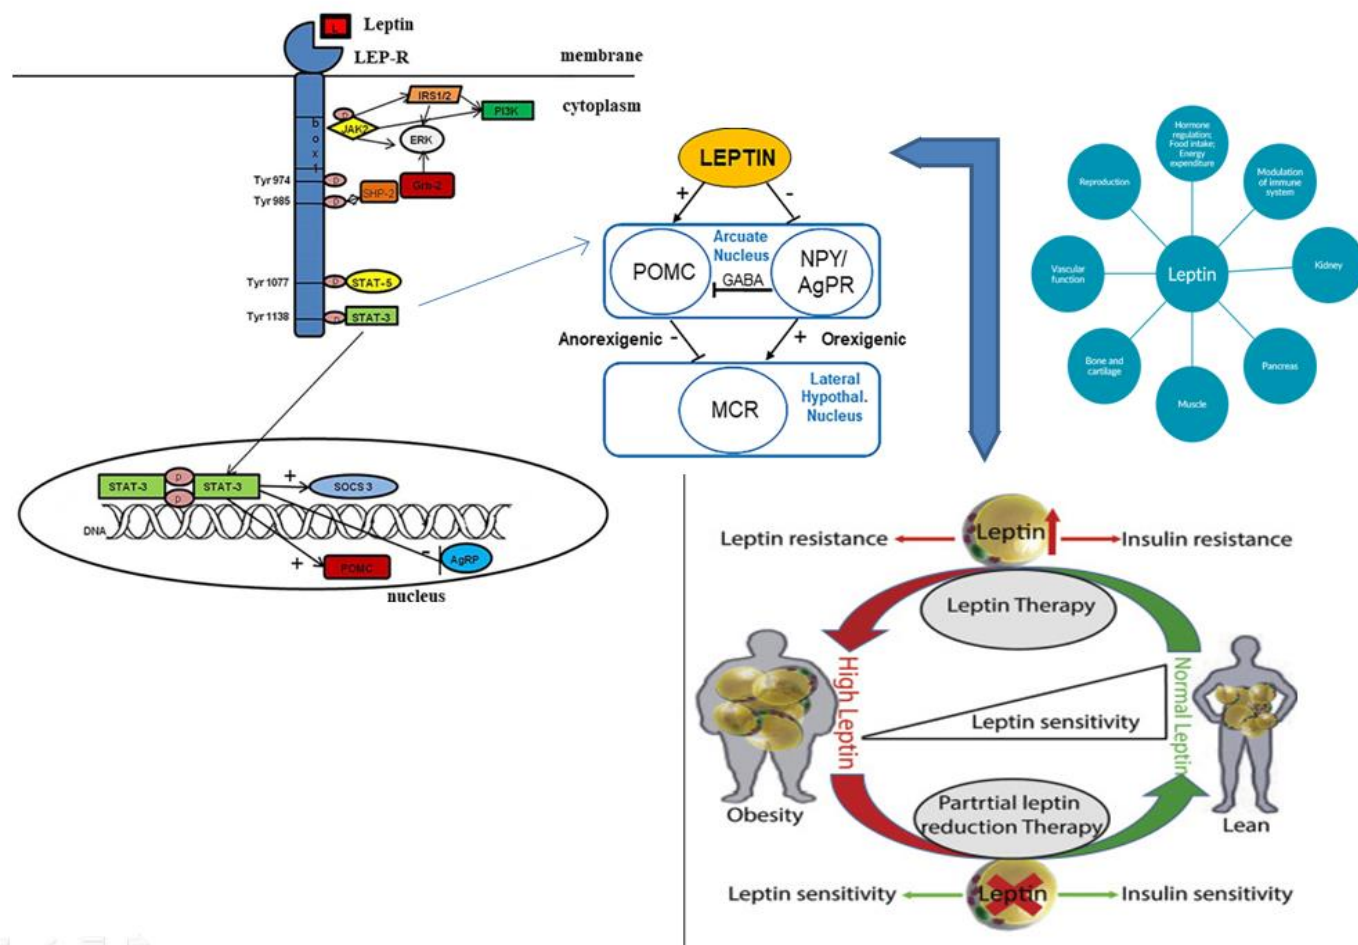 L
Leptin
LEP-R
membrane
cytoplasm
IRS1/2
PI3K
p
JAK2
ERK
box1
Tyr 974
p
Grb-2
SHP-2
Tyr 985
p
Tyr 1077
p
STAT-5
Tyr 1138
p
STAT-3
STAT-3
p
p
STAT-3
+
SOCS 3
DNA
+
POMC
-
AgRP
nucleus
LEPTIN
+
-
POMC
Arcuate
Nucleus
GABA
NPY/
AgPR
Anorexigenic
-
+
Orexigenic
MCR
Lateral
Hypothal.
Nucleus
Hormone
regulation;
Food intake;
Energy
expenditure
Modulation
of immune
system
Kidney
Pancreas
Muscle
Bone and
cartilage
Vascular
function
Reproduction
Leptin
Leptin resistance
Leptin
Insulin resistance
Leptin Therapy
High Leptin
Leptin sensitivity
Normal Leptin
Obesity
Lean
Partrtial leptin
reduction Therapy
Leptin sensitivity
Leptin
Insulin sensitivity